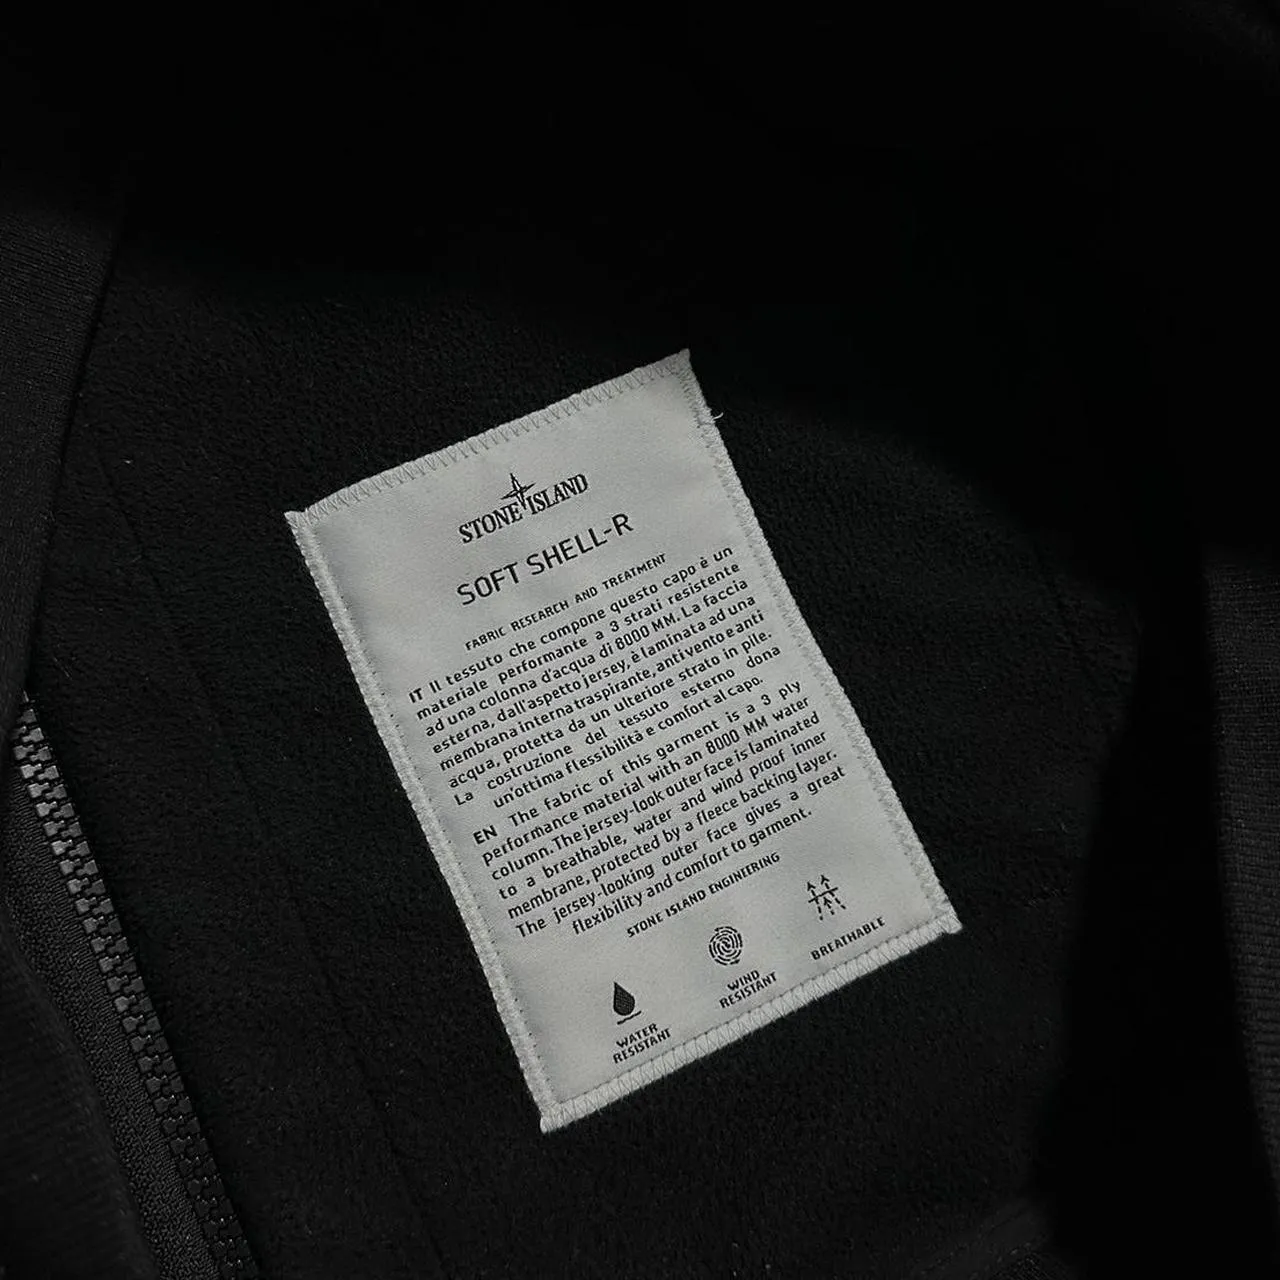 STONE ISLAND
SOFT SHELL-R
FABRIC RESEARCH AND TREATMENT
IT Il tessuto che compone questo capo è un
materiale performante a 3 strati resistente
ad una colonna d'acqua di 8000 MM. La faccia
esterna, dall'aspetto jersey, è laminata ad una
membrana interna traspirante, antivento e anti
acqua, protetta da un ulteriore strato in pile.
La costruzione del tessuto esterno dona
un'ottima flessibilità e comfort al capo.
EN The fabric of this garment is a 3 ply
performance material with an 8000 MM water
column. The jersey-look outer face is laminated
to a breathable, water and wind proof inner
membrane, protected by a fleece backing layer.
The jersey-looking outer face gives a great
flexibility and comfort to garment.
STONE ISLAND ENGINEERING
WATER
RESISTANT
WIND
RESISTANT
BREATHABLE